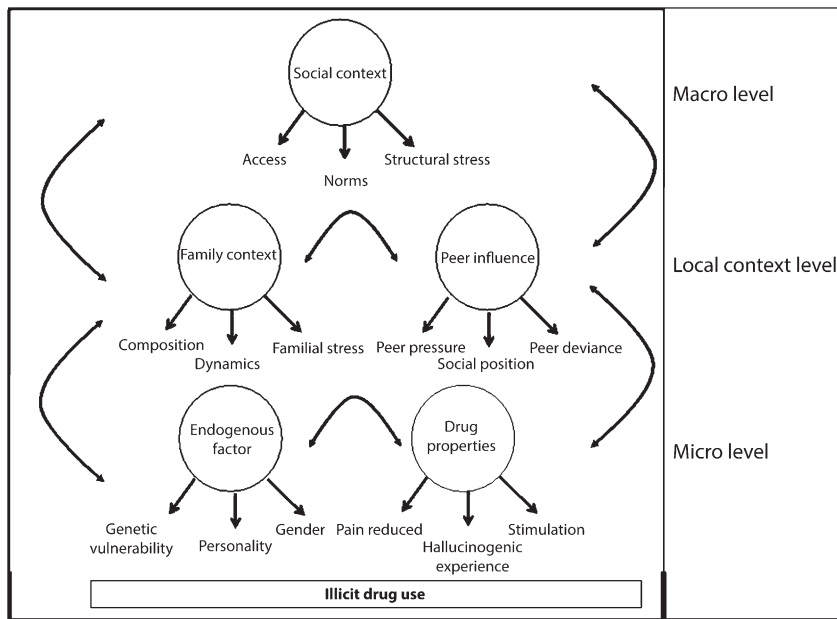 Social context
Macro level
Access
Norms
Structural stress
Family context
Peer influence
Local context level
Composition
Dynamics
Familial stress
Peer pressure
Social position
Peer deviance
Endogenous
factor
Drug
properties
Micro level
Genetic
vulnerability
Personality
Gender
Pain reduced
Hallucinogenic
experience
Stimulation
Illicit drug use